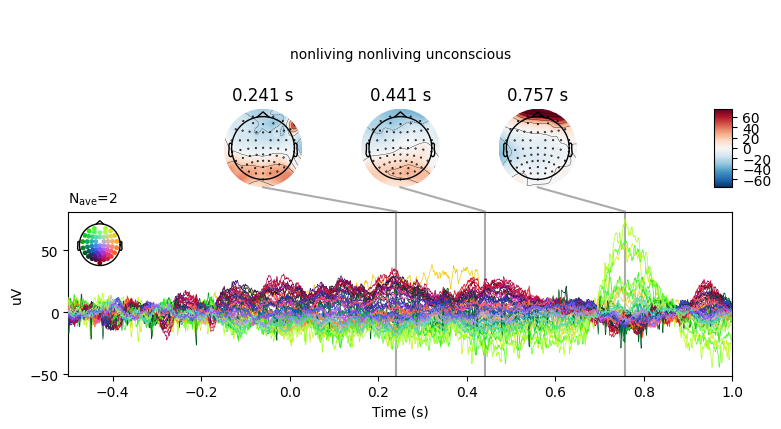 nonliving nonliving unconscious
0.241 s 0.441 s 0.757 s
60
40
20
0
−20
−40
−60
Nave=2
50
0
−50
uV
−0.4 −0.2 0.0 0.2 0.4 0.6 0.8 1.0
Time (s)